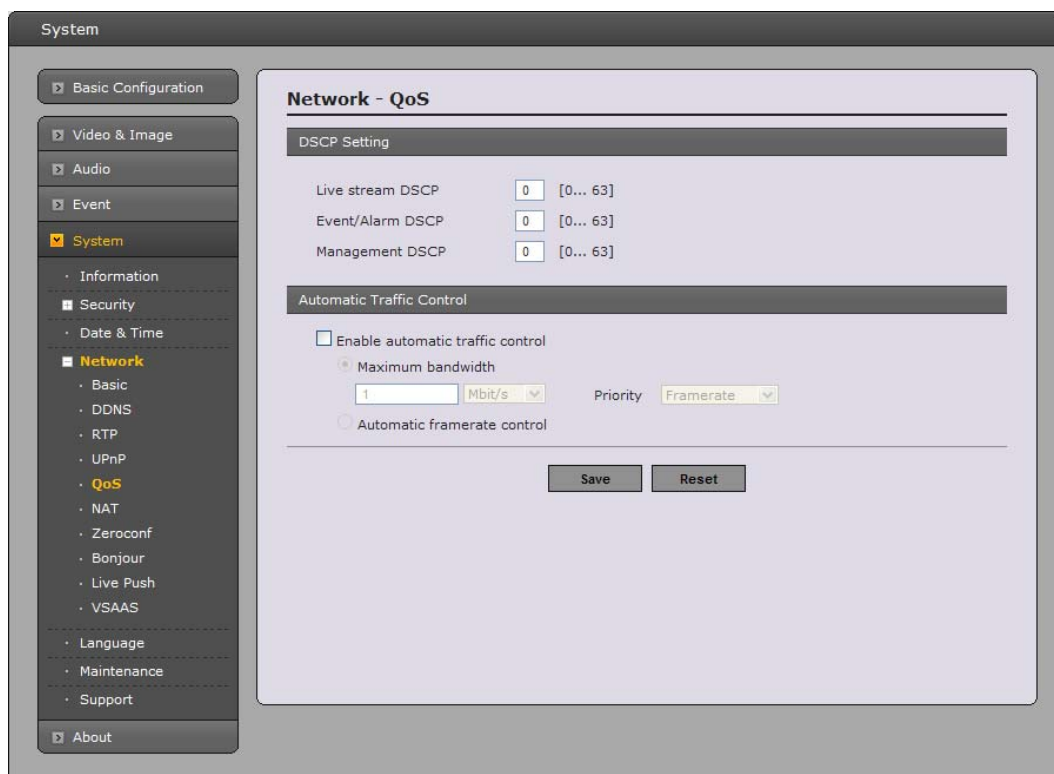 System
Basic Configuration
Video & Image
Audio
Event
System
Information
Security
Date & Time
Network
Basic
DDNS
RTP
UPnP
QoS
NAT
Zeroconf
Bonjour
Live Push
VSAAS
Language
Maintenance
Support
About
Network - QoS
DSCP Setting
Live stream DSCP 0 [0... 63]
Event/Alarm DSCP 0 [0... 63]
Management DSCP 0 [0... 63]
Automatic Traffic Control
Enable automatic traffic control
Maximum bandwidth
1 Mbit/s Priority Framerate
Automatic framerate control
Save Reset